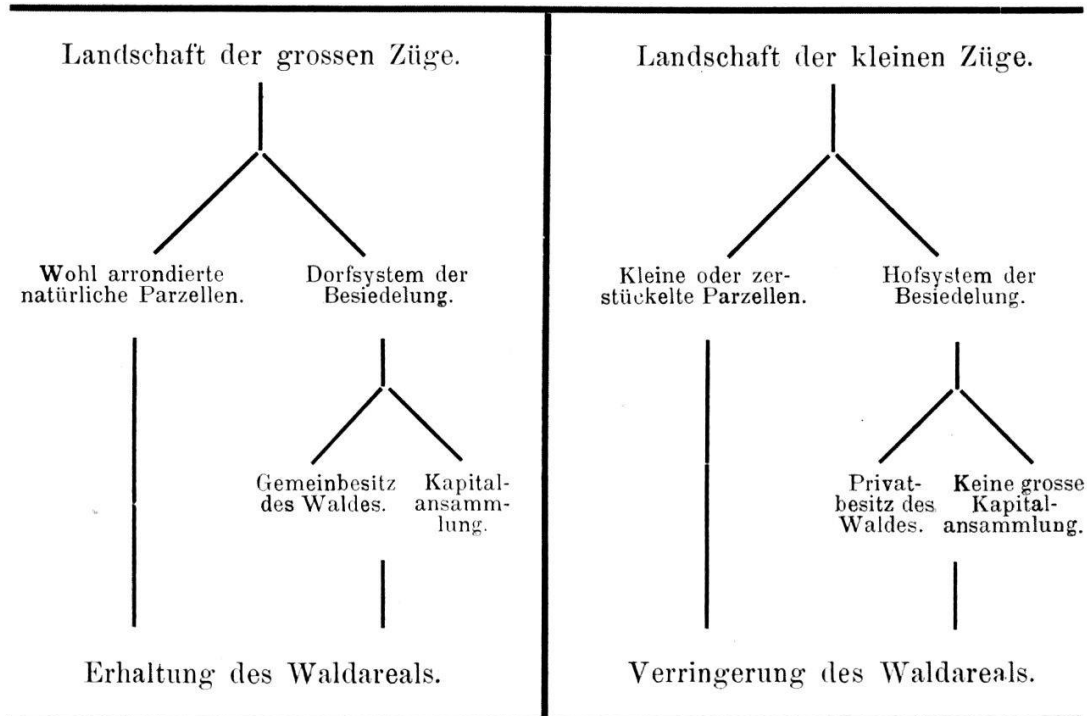 Landschaft der grossen Züge.
Wohl arrondierte
natürliche Parzellen.
Dorfsystem der
Besiedelung.
Gemeinbesitz
des Waldes.
Kapital-
ansamm-
lung.
Erhaltung des Waldareals.
Landschaft der kleinen Züge.
Kleine oder zer-
stückelte Parzellen.
Hofsystem der
Besiedelung.
Privat-
besitz des
Waldes.
Keine grosse
Kapital-
ansammlung.
Verringerung des Waldareals.